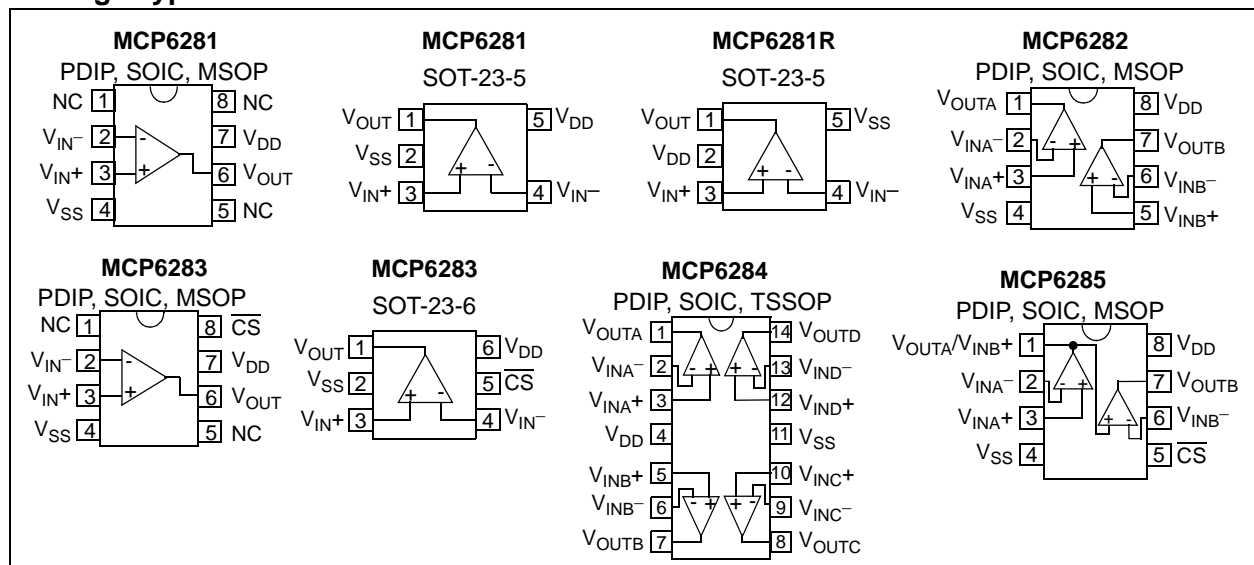 MCP6281
PDIP, SOIC, MSOP
NC 1
VIN– 2
VIN+ 3
VSS 4
8 NC
7 VDD
6 VOUT
5 NC
-
+
MCP6281
SOT-23-5
VOUT 1
VSS 2
VIN+ 3
5 VDD
4 VIN–
+ -
MCP6281R
SOT-23-5
VOUT 1
VDD 2
VIN+ 3
5 VSS
4 VIN–
+ -
MCP6282
PDIP, SOIC, MSOP
VOUTA 1
VINA– 2
VINA+ 3
VSS 4
8 VDD
7 VOUTB
6 VINB–
5 VINB+
- +
+ -
MCP6283
PDIP, SOIC, MSOP
NC 1
VIN– 2
VIN+ 3
VSS 4
8 CS
7 VDD
6 VOUT
5 NC
-
+
MCP6283
SOT-23-6
VOUT 1
VSS 2
VIN+ 3
6 VDD
5 CS
4 VIN–
+ -
MCP6284
PDIP, SOIC, TSSOP
VOUTA 1
VINA– 2
VINA+ 3
VDD 4
VINB+ 5
VINB– 6
VOUTB 7
14 VOUTD
13 VIND–
12 VIND+
11 VSS
10 VINC+
9 VINC–
8 VOUTC
- +
+ -
- +
+ -
MCP6285
PDIP, SOIC, MSOP
VOUTA/VINB+ 1
VINA– 2
VINA+ 3
VSS 4
8 VDD
7 VOUTB
6 VINB–
5 CS
- +
+ -